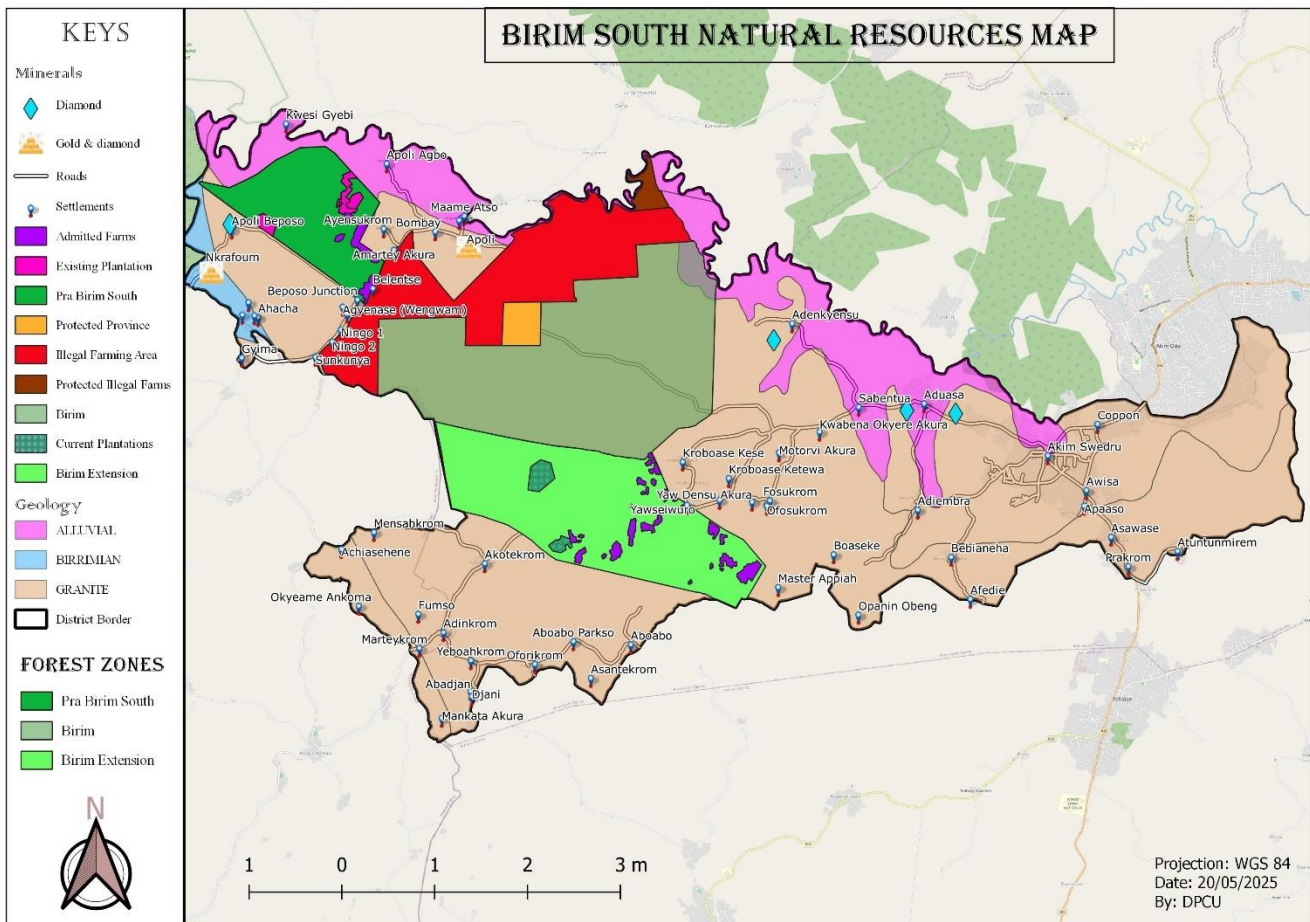 BIRIM SOUTH NATURAL RESOURCES MAP
KEYS
Minerals
Diamond
Gold & diamond
Roads
Settlements
Admitted Farms
Existing Plantation
Pra Birim South
Protected Province
Illegal Farming Area
Protected Illegal Farms
Birim
Current Plantations
Birim Extension
Geology
ALLUVIAL
BIRRIMIAN
GRANITE
District Border
FOREST ZONES
Pra Birim South
Birim
Birim Extension
N
Kwesi Gyebi
Apoli Agbo
Maame Atso
Apoli Beposo
Ayensukrom
Bombay
Apoli
Amartey Akura
Nkrafoum
Belentse
Beposo Junction
Ahacha
Agyenase (Wengwam)
Ningo 1
Ningo 2
Gyima
Sunkunya
Adenkyensu
Sabentua
Aduasa
Coppon
Kwabena Okyere Akura
Akim Swedru
Kroboase Kese
Motorvi Akura
Kroboase Ketewa
Awisa
Yaw Densu Akura
Fosukrom
Yawseiwuro
Ofosukrom
Adiembra
Apaaso
Mensahkrom
Asawase
Achiasehene
Akotekrom
Boaseke
Bebianeha
Atuntunmirem
Prakrom
Master Appiah
Afedie
Okyeame Ankoma
Fumso
Opanin Obeng
Adinkrom
Marteykrom
Aboabo Parkso
Aboabo
Yeboahkrom
Oforikrom
Asantekrom
Abadjan
Djani
Mankata Akura
1 0 1 2 3 m
Projection: WGS 84
Date: 20/05/2025
By: DPCU